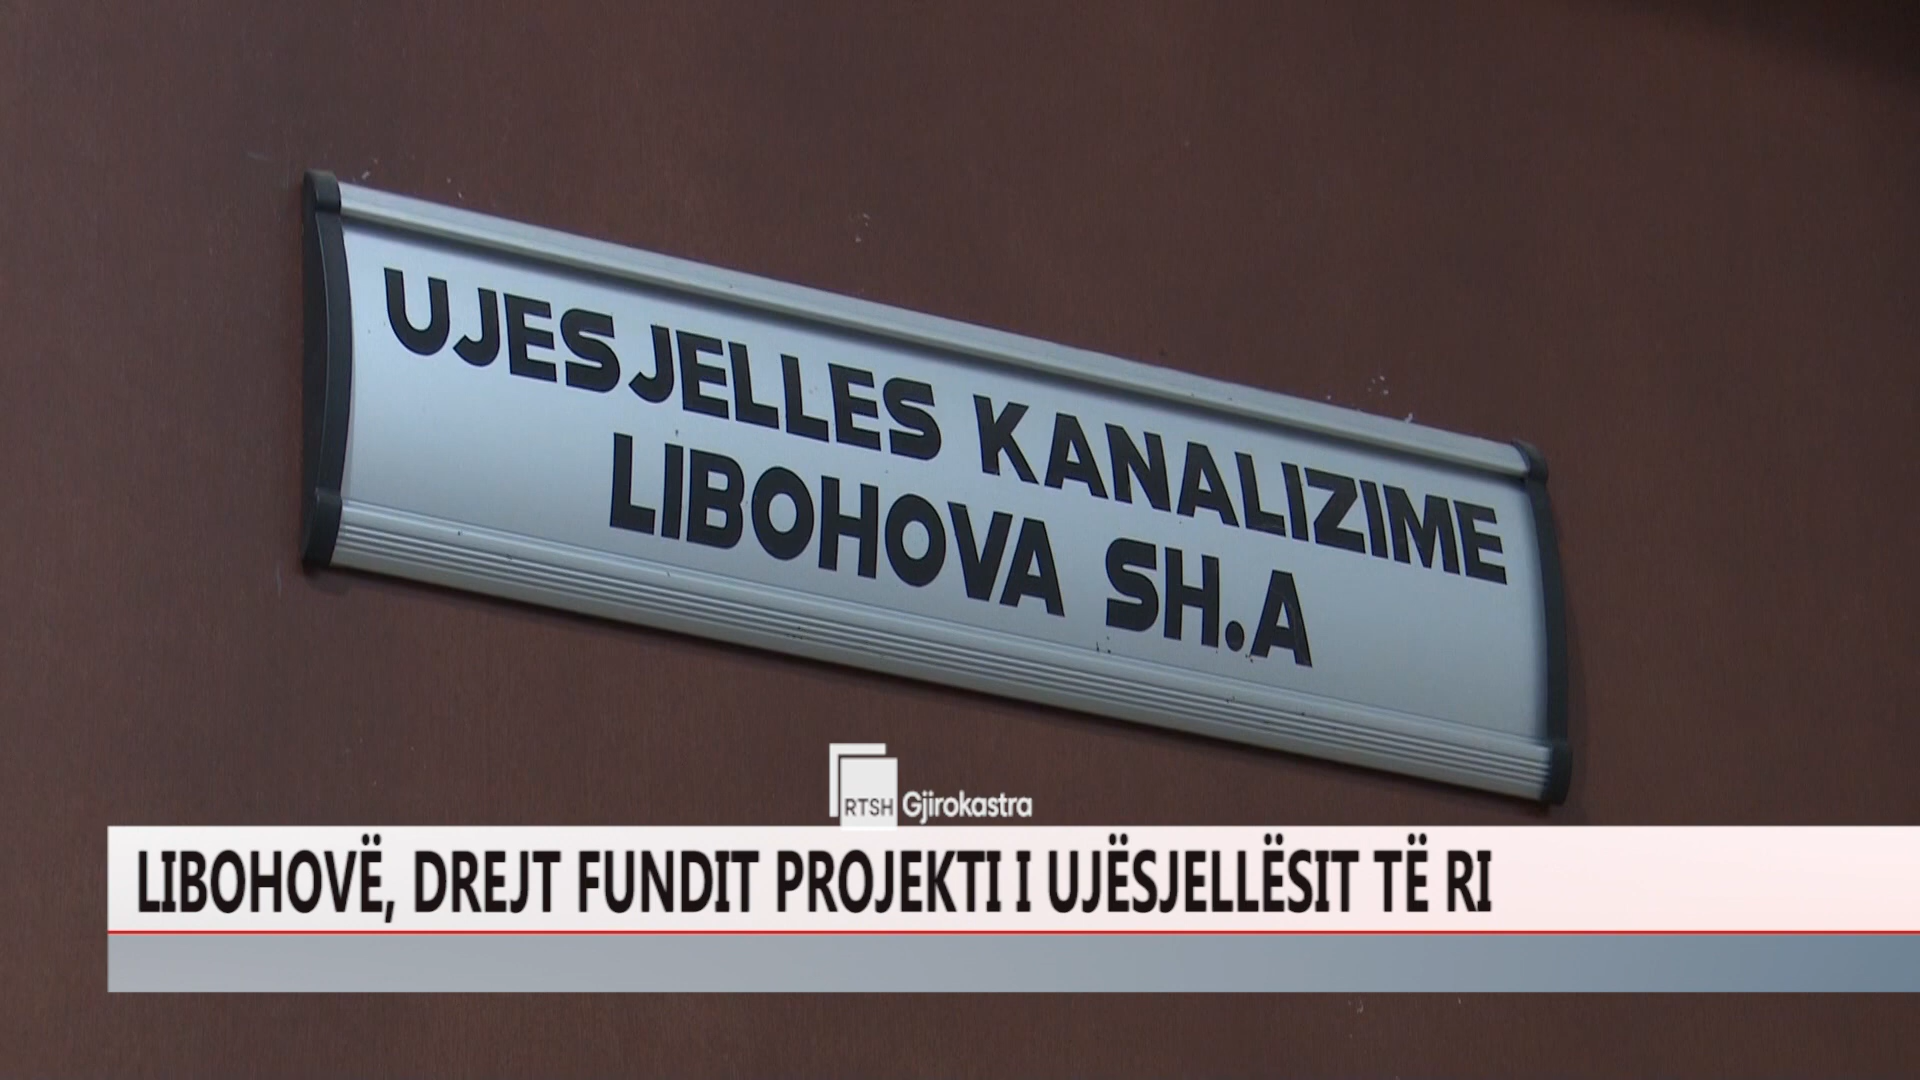 UJESJELLES KANALIZIME
LIBOHOVA SH.A
RTSH Gjirokastra
LIBOHOVË, DREJT FUNDIT PROJEKTI I UJËSJELLËSIT TË RI